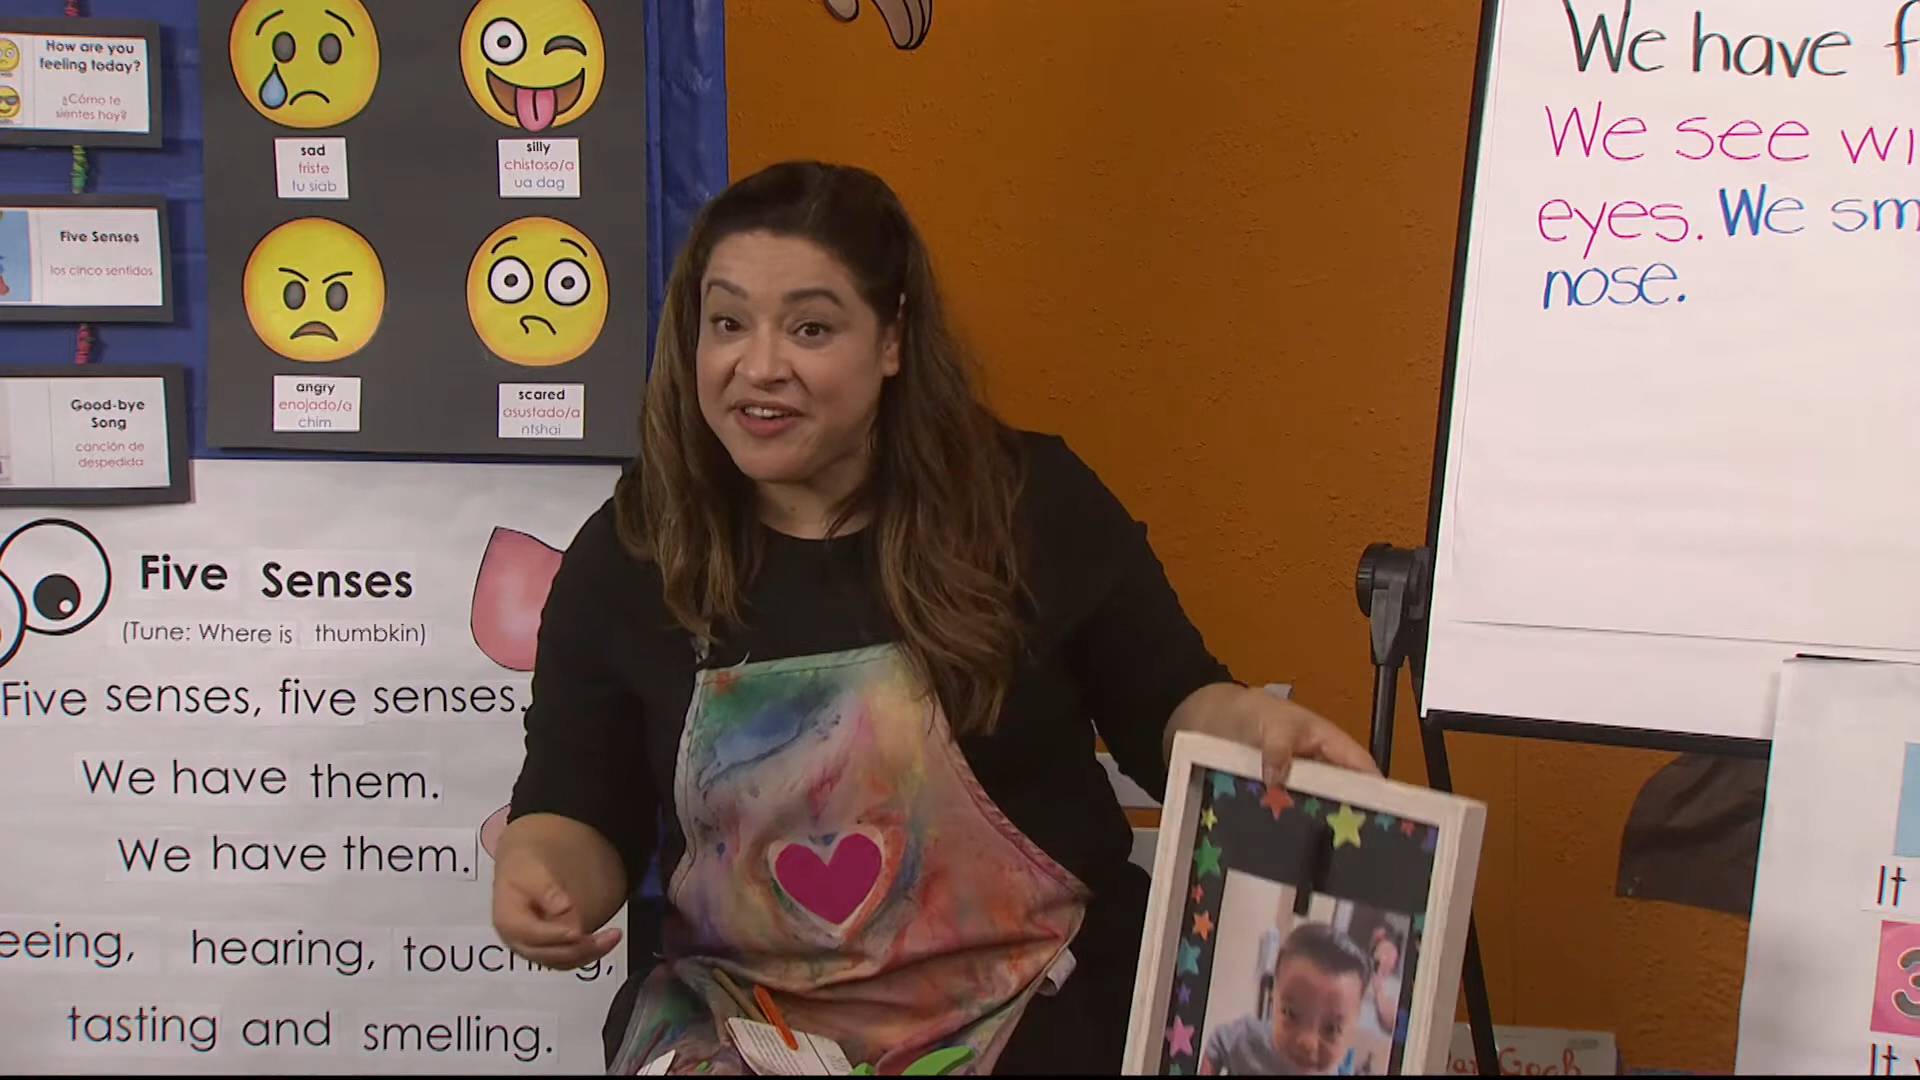 How are you
feeling today?
¿Cómo te
sientes hoy?
Five Senses
los cinco sentidos
Good-bye
Song
canción de
despedida
sad
triste
tu siab
silly
chistoso/a
ua dag
angry
enojado/a
chim
scared
asustado/a
ntshai
Five Senses
(Tune: Where is thumbkin)
Five senses, five senses.
We have them.
We have them.
eeing, hearing, touching,
tasting and smelling.
We have f
We see wi
eyes. We sm
nose.
It
3
It
Gogh